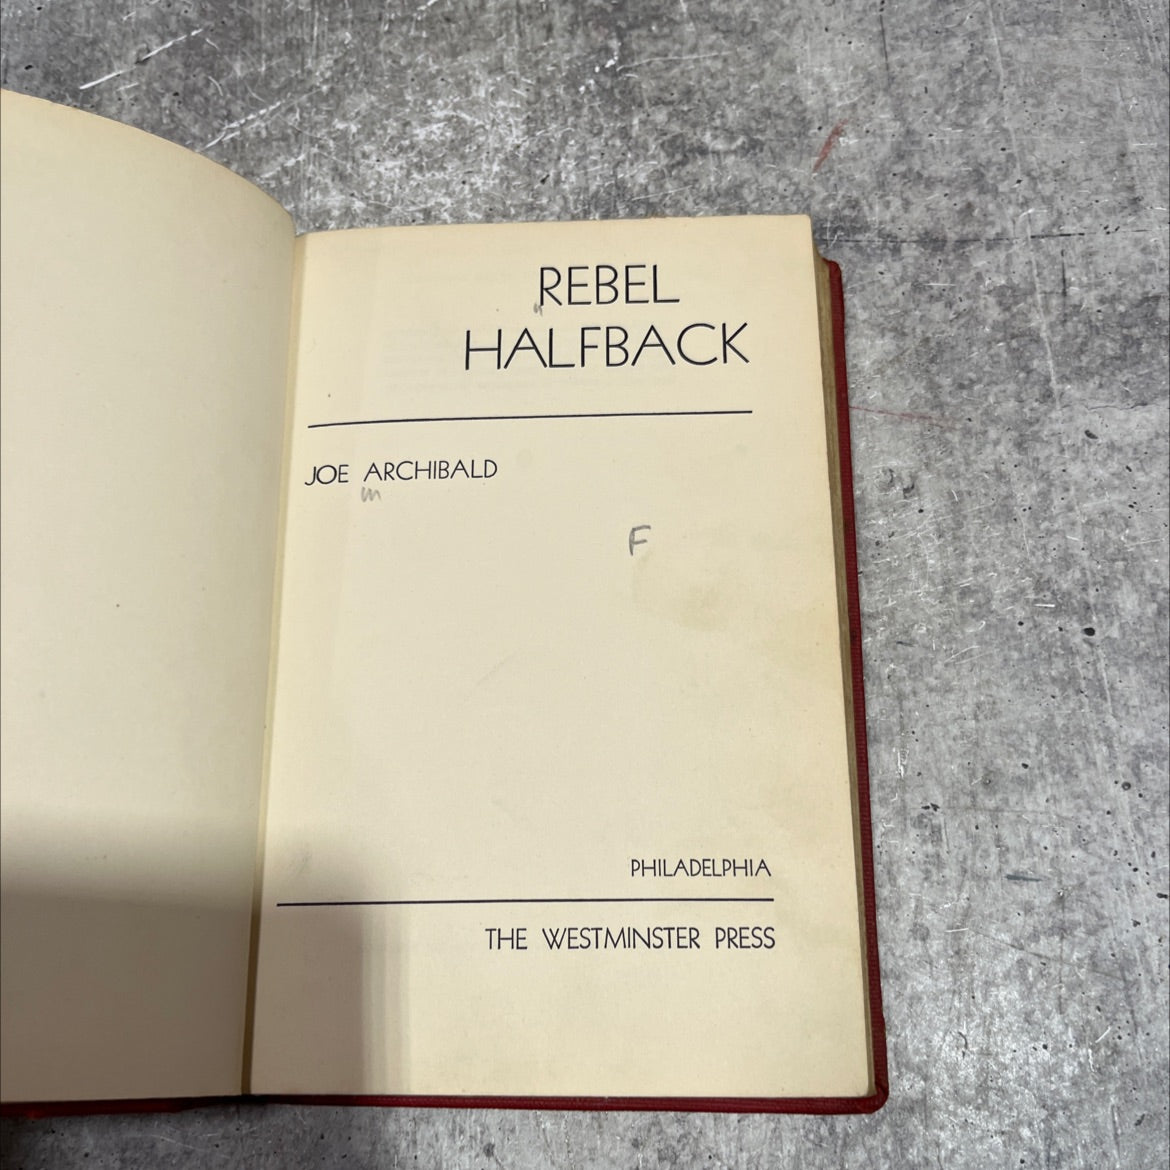 REBEL
HALFBACK
JOE ARCHIBALD
m
F
PHILADELPHIA
THE WESTMINSTER PRESS